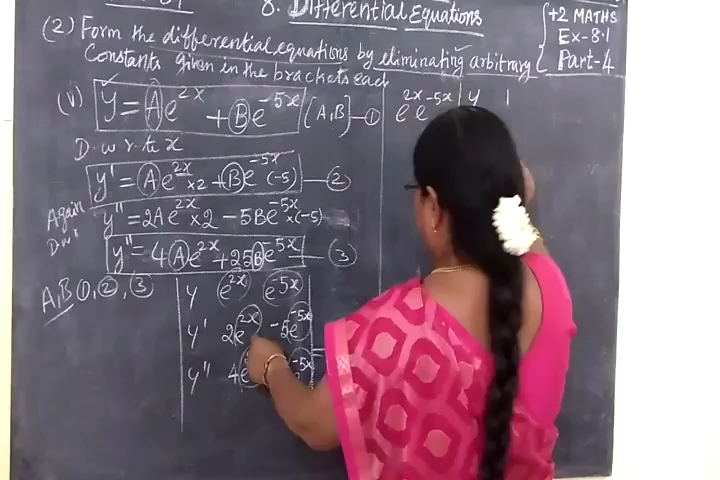 8. Differential Equations
+2 MATHS
Ex-8.1
Part-4
(2) Form the differential equations by eliminating arbitrary
Constants given in the brackets each
(V) y = Ae^{2x} + Be^{-5x} [A,B] —①
D.w.r.to x
y' = Ae^{2x}×2 + Be^{-5x}(-5) —②
Again
D.w.r
y'' = 2Ae^{2x}×2 - 5Be^{-5x}×(-5)
y'' = 4Ae^{2x} + 25Be^{-5x} —③
A,B ①,②,③
y e^{2x} e^{-5x}
y' 2e^{2x} -5e^{-5x}
y'' 4e -5x
=
e^{2x} e^{-5x} | y 1